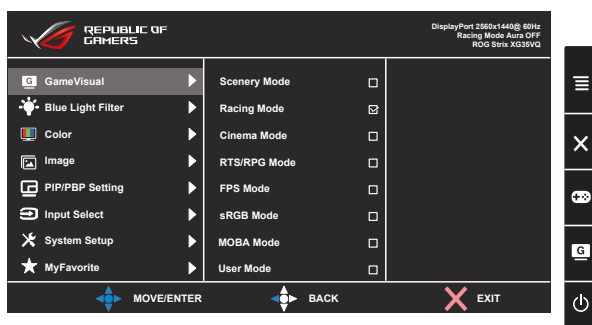 REPUBLIC OF
GAMERS
DisplayPort 2560x1440@ 60Hz
Racing Mode Aura OFF
ROG Strix XG35VQ
G GameVisual
Blue Light Filter
Color
Image
PIP/PBP Setting
Input Select
System Setup
MyFavorite
Scenery Mode
Racing Mode
Cinema Mode
RTS/RPG Mode
FPS Mode
sRGB Mode
MOBA Mode
User Mode
MOVE/ENTER
BACK
EXIT
G